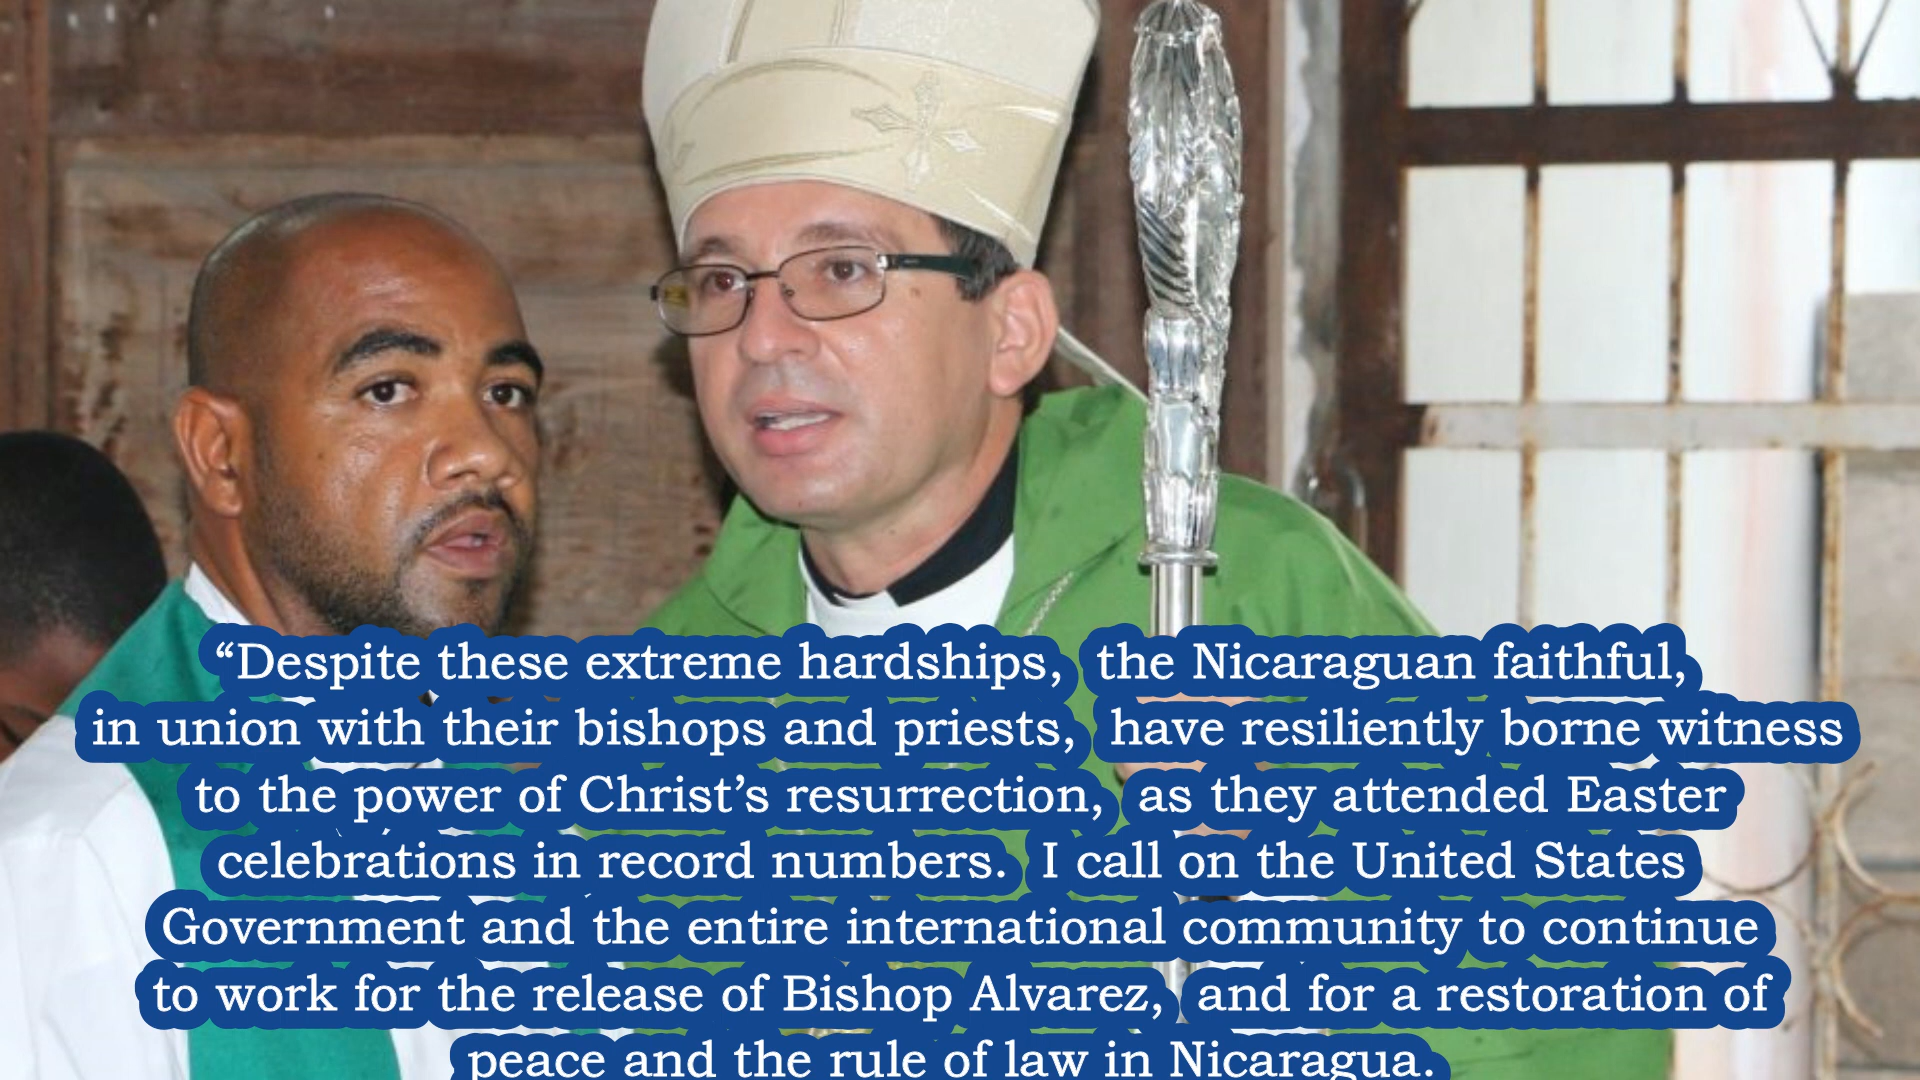 “Despite these extreme hardships, the Nicaraguan faithful,
in union with their bishops and priests, have resiliently borne witness
to the power of Christ’s resurrection, as they attended Easter
celebrations in record numbers. I call on the United States
Government and the entire international community to continue
to work for the release of Bishop Alvarez, and for a restoration of
peace and the rule of law in Nicaragua.